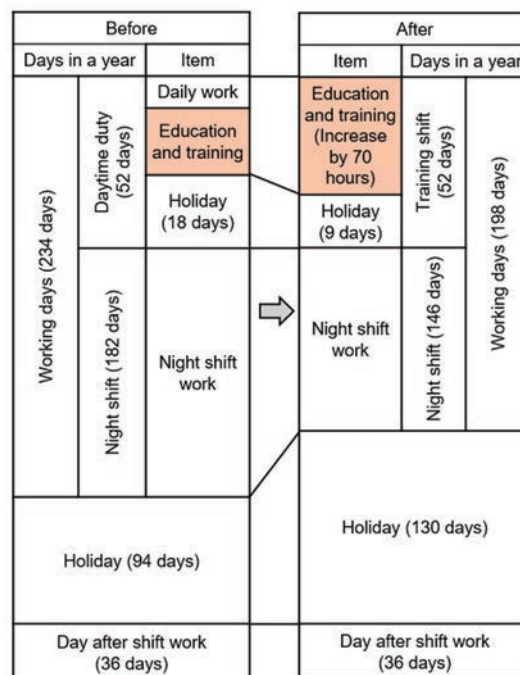 Before
Days in a year
Item
Working days (234 days)
Daytime duty
(52 days)
Daily work
Education
and training
Holiday
(18 days)
Night shift (182 days)
Night shift
work
Holiday (94 days)
Day after shift work
(36 days)
After
Item
Days in a year
Education
and training
(Increase
by 70
hours)
Training shift
(52 days)
Working days (198 days)
Holiday
(9 days)
Night shift
work
Night shift (146 days)
Holiday (130 days)
Day after shift work
(36 days)